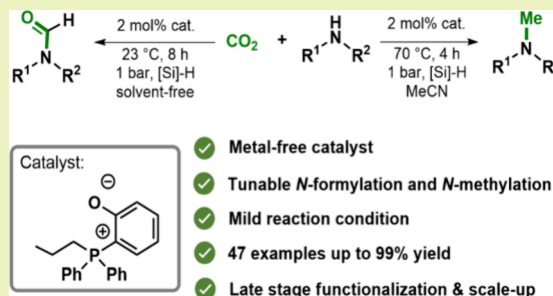 H O
N
R¹ R²
2 mol% cat.
23 °C, 8 h
1 bar, [Si]-H
solvent-free
CO₂ +
H
N
R¹ R²
2 mol% cat.
70 °C, 4 h
1 bar, [Si]-H
MeCN
Me
N
R¹ R
Catalyst:
⊖
O
⊕
P
Ph Ph
Metal-free catalyst
Tunable N-formylation and N-methylation
Mild reaction condition
47 examples up to 99% yield
Late stage functionalization & scale-up